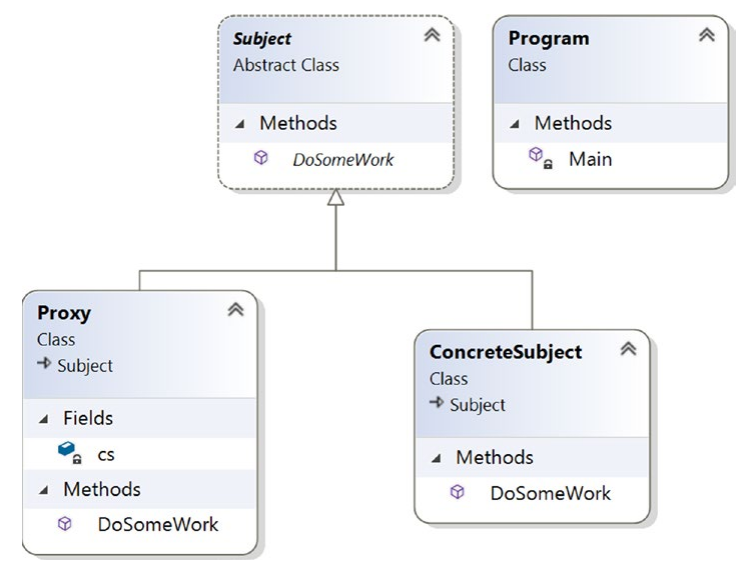 Subject
Abstract Class
Methods
DoSomeWork
Program
Class
Methods
Main
Proxy
Class
Subject
Fields
cs
Methods
DoSomeWork
ConcreteSubject
Class
Subject
Methods
DoSomeWork